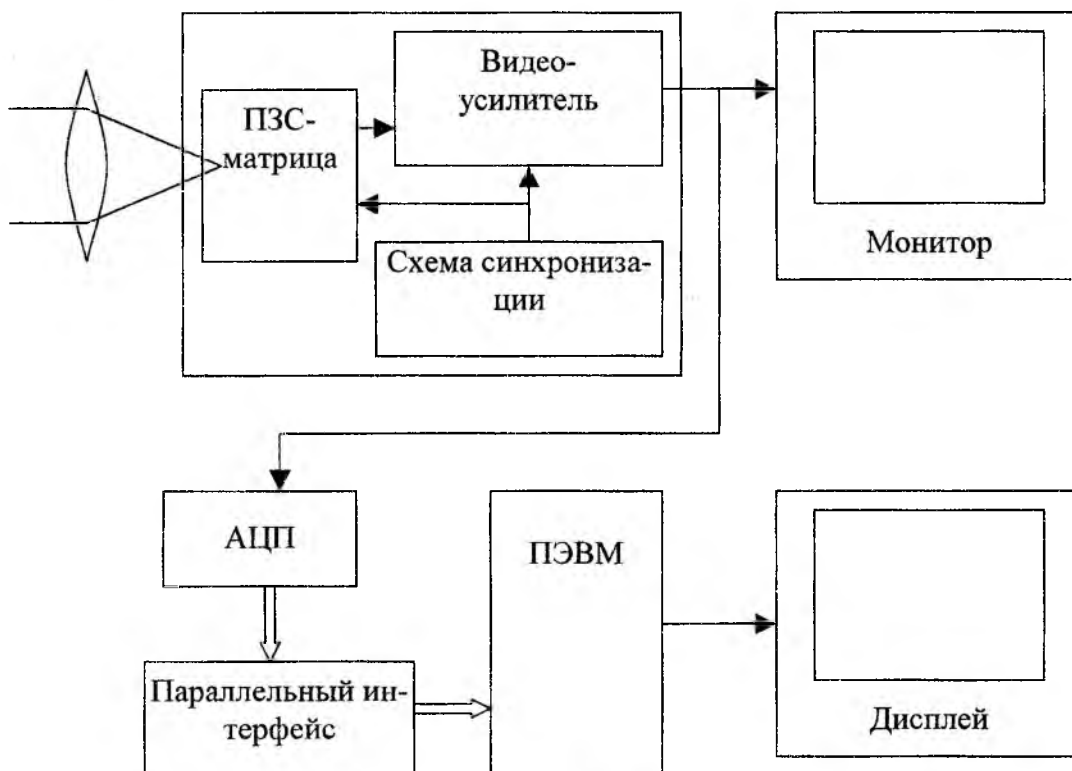 Видео-
усилитель
ПЗС-
матрица
Схема синхрониза-
ции
Монитор
АЦП
ПЭВМ
Параллельный ин-
терфейс
Дисплей